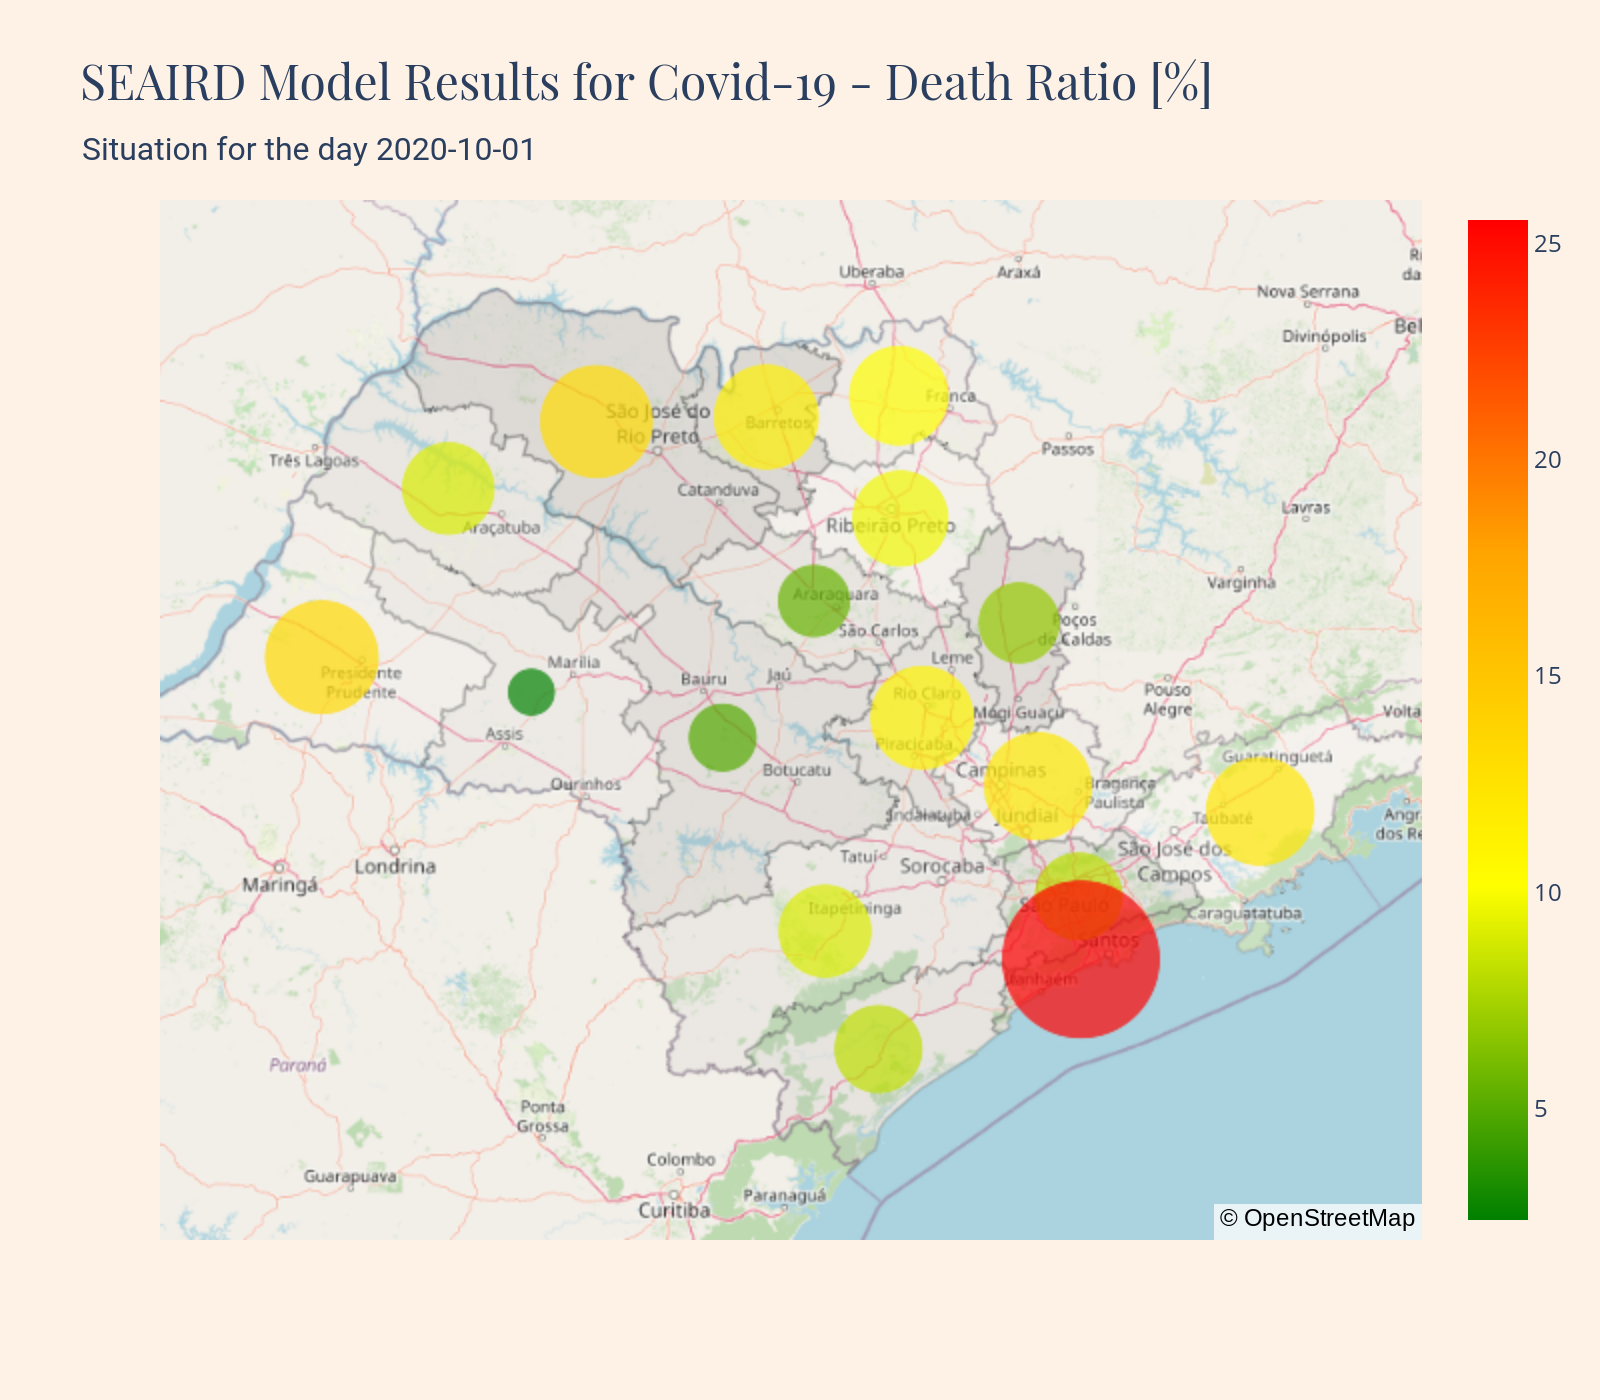 SEAIRD Model Results for Covid-19 - Death Ratio [%]
Situation for the day 2020-10-01
Uberaba
Araxá
Nova Serrana
Divinópolis
Franca
São José do
Rio Preto
Barretos
Passos
Três Lagoas
Catanduva
Araçatuba
Ribeirão Preto
Lavras
Varginha
Araraquara
São Carlos
Poços
de Caldas
Leme
Marília
Presidente
Prudente
Bauru
Jaú
Rio Claro
Mogi Guaçu
Pouso
Alegre
Volta
Assis
Piracicaba
Guaratinguetá
Botucatu
Campinas
Ourinhos
Bragança
Paulista
Indaiatuba
Jundiaí
Taubaté
Angr
dos Re
Tatuí
Sorocaba
São José dos
Campos
Londrina
Maringá
São Paulo
Itapetininga
Caraguatatuba
Santos
Itanhaém
Paraná
Ponta
Grossa
Colombo
Guarapuava
Paranaguá
Curitiba
© OpenStreetMap
25
20
15
10
5